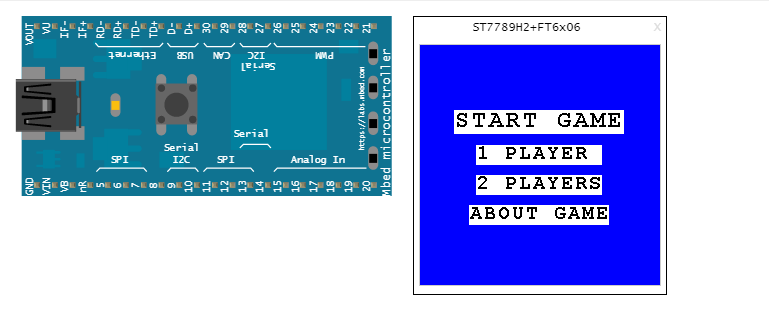 VOUT VU IF- IF+ RD- RD+ TD- TD+ D- D+ 30 29 28 27 26 25 24 23 22 21
Ethernet USB CAN I2C PWM
Serial
https://labs.mbed.com
Mbed microcontroller
Serial
Serial
SPI I2C SPI Analog In
GND VIN VB nR 5 6 7 8 9 10 11 12 13 14 15 16 17 18 19 20
ST7789H2+FT6x06 X
START GAME
1 PLAYER
2 PLAYERS
ABOUT GAME